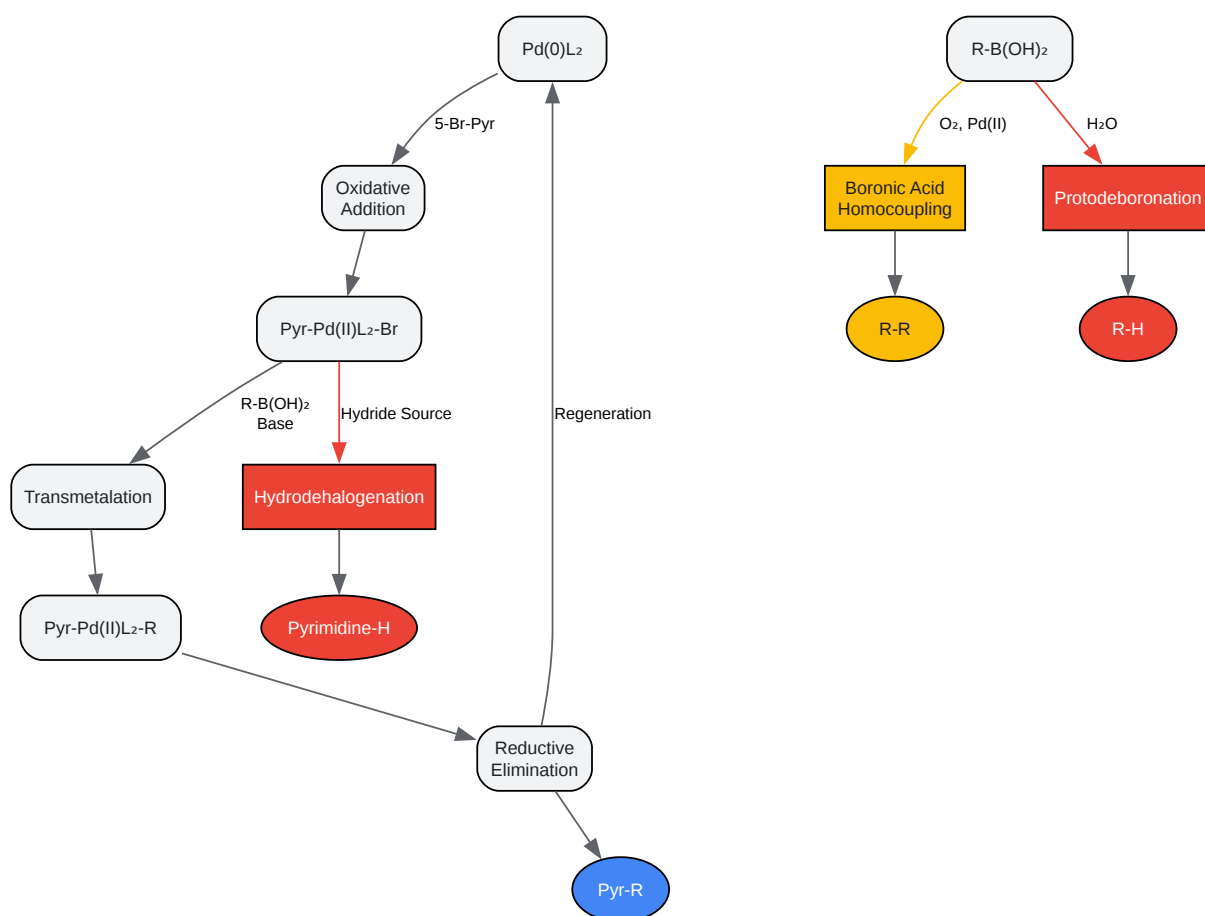 Pd(0)L₂
R-B(OH)₂
5-Br-Pyr
O₂, Pd(II)
H₂O
Oxidative
Addition
Boronic Acid
Homocoupling
Protodeboronation
Pyr-Pd(II)L₂-Br
R-R
R-H
R-B(OH)₂
Base
Hydride Source
Regeneration
Transmetalation
Hydrodehalogenation
Pyr-Pd(II)L₂-R
Pyrimidine-H
Reductive
Elimination
Pyr-R